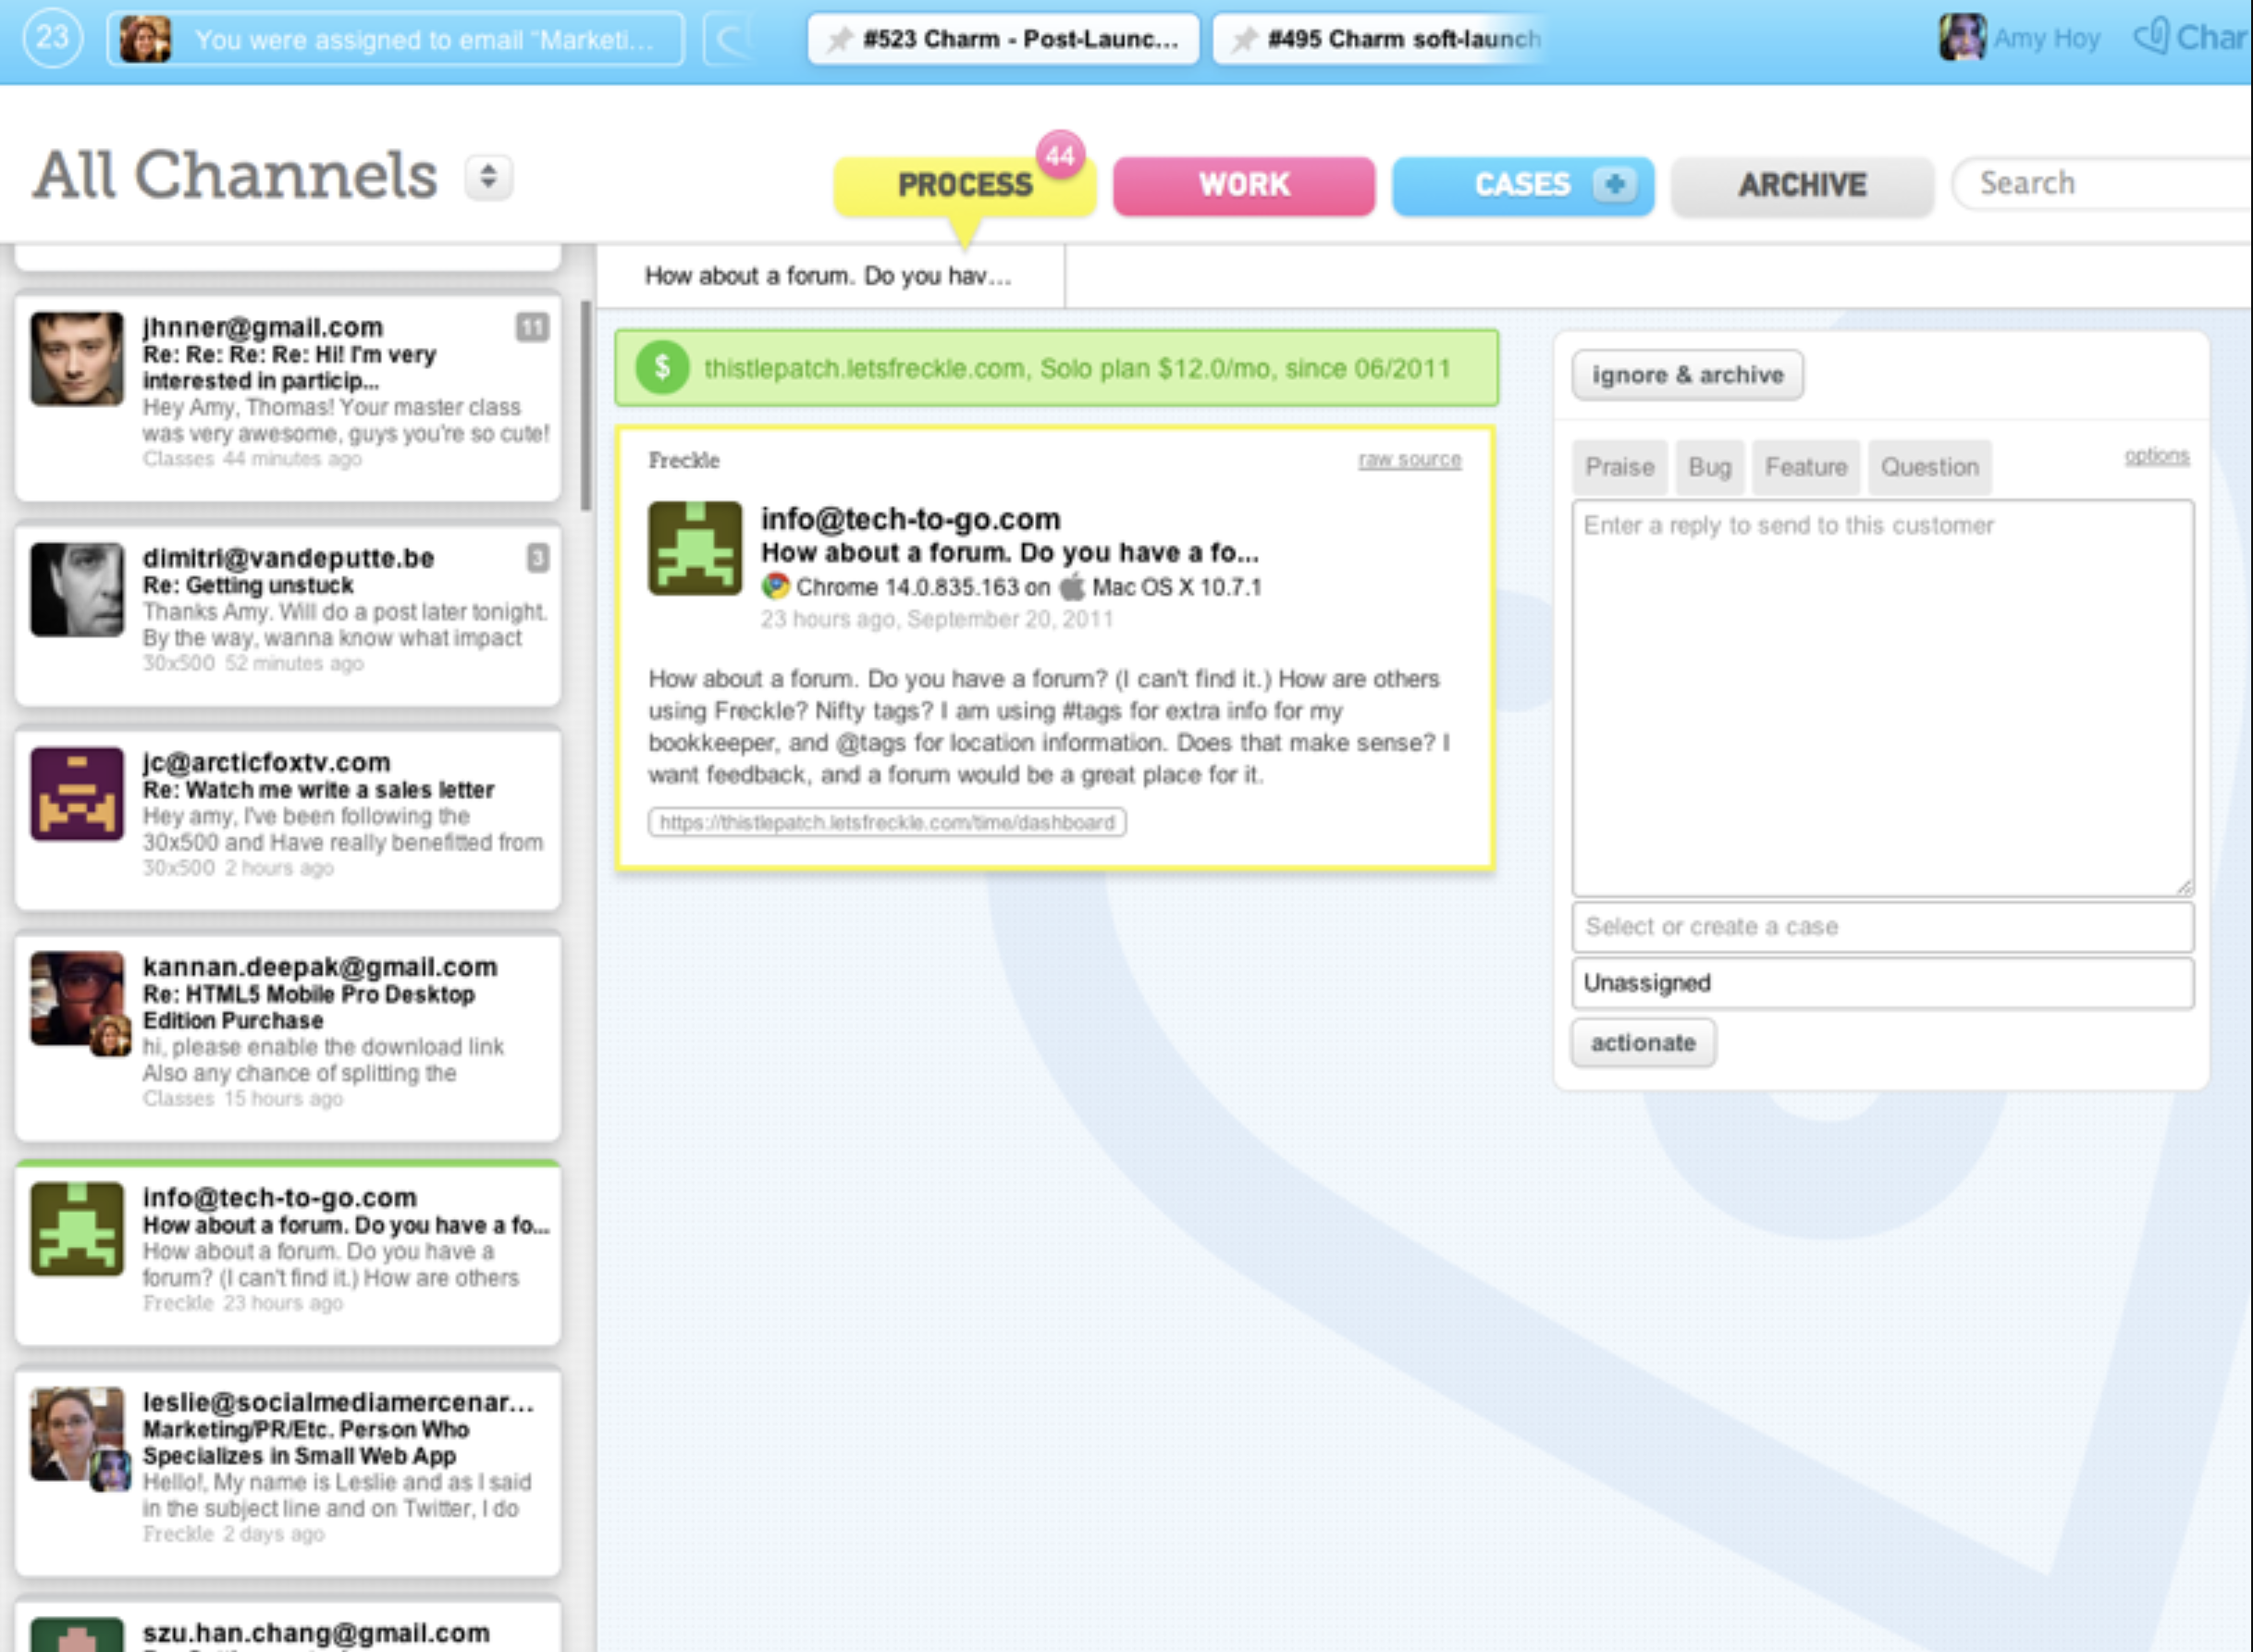 23
You were assigned to email "Marketi...
#523 Charm - Post-Launc...
#495 Charm soft-launch
Amy Hoy
Char
All Channels
PROCESS
44
WORK
CASES
ARCHIVE
Search
jhnner@gmail.com
11
Re: Re: Re: Re: Hi! I'm very
interested in particip...
Hey Amy, Thomas! Your master class
was very awesome, guys you're so cute!
Classes 44 minutes ago
dimitri@vandeputte.be
3
Re: Getting unstuck
Thanks Amy. Will do a post later tonight.
By the way, wanna know what impact
30x500 52 minutes ago
jc@arcticfoxtv.com
Re: Watch me write a sales letter
Hey amy, I've been following the
30x500 and Have really benefitted from
30x500 2 hours ago
kannan.deepak@gmail.com
Re: HTML5 Mobile Pro Desktop
Edition Purchase
hi, please enable the download link
Also any chance of splitting the
Classes 15 hours ago
info@tech-to-go.com
How about a forum. Do you have a fo...
How about a forum. Do you have a
forum? (I can't find it.) How are others
Freckle 23 hours ago
leslie@socialmediamercenar...
Marketing/PR/Etc. Person Who
Specializes in Small Web App
Hello!, My name is Leslie and as I said
in the subject line and on Twitter, I do
Freckle 2 days ago
szu.han.chang@gmail.com
How about a forum. Do you hav...
$ thistlepatch.letsfreckle.com, Solo plan $12.0/mo, since 06/2011
Freckle
raw source
info@tech-to-go.com
How about a forum. Do you have a fo...
Chrome 14.0.835.163 on Mac OS X 10.7.1
23 hours ago, September 20, 2011
How about a forum. Do you have a forum? (I can't find it.) How are others
using Freckle? Nifty tags? I am using #tags for extra info for my
bookkeeper, and @tags for location information. Does that make sense? I
want feedback, and a forum would be a great place for it.
https://thistlepatch.letsfreckle.com/time/dashboard
ignore & archive
Praise
Bug
Feature
Question
options
Enter a reply to send to this customer
Select or create a case
Unassigned
actionate